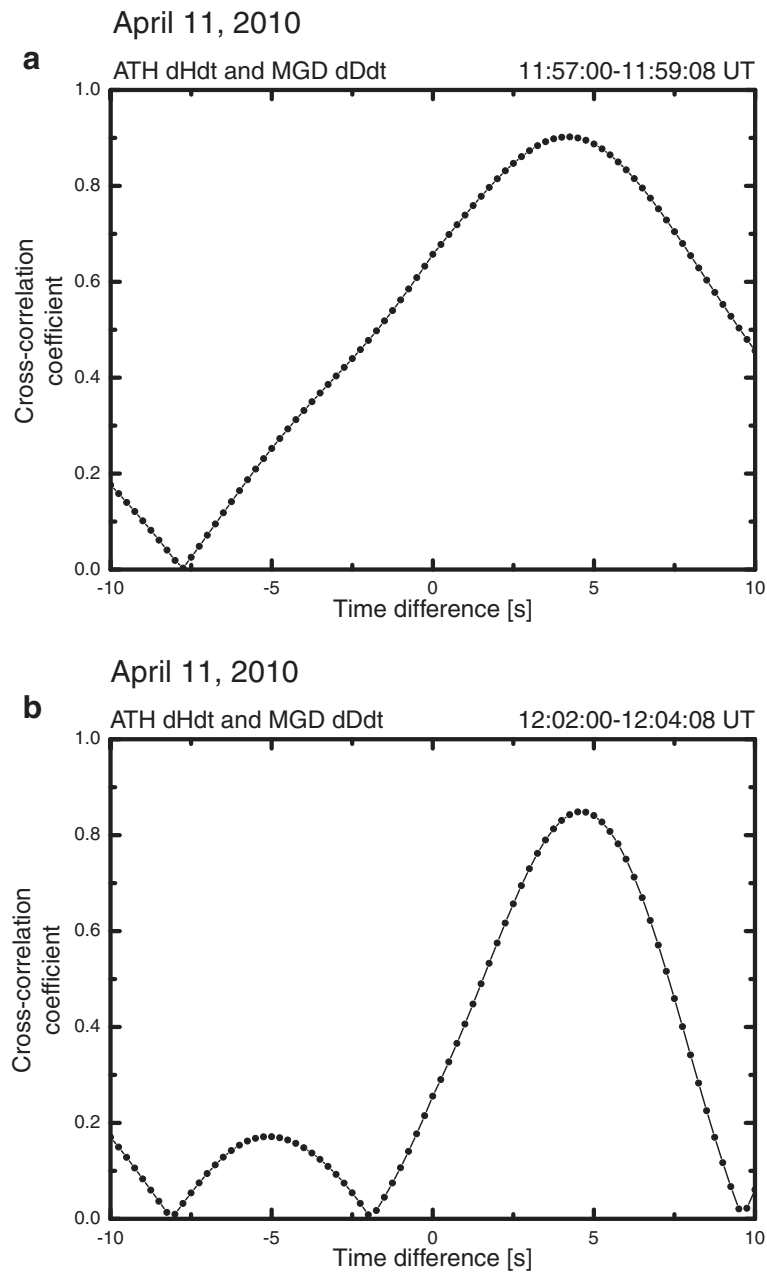 April 11, 2010
a
ATH dHdt and MGD dDdt 11:57:00-11:59:08 UT
1.0
0.8
0.6
0.4
0.2
0.0
Cross-correlation
coefficient
-10 -5 0 5 10
Time difference [s]
April 11, 2010
b
ATH dHdt and MGD dDdt 12:02:00-12:04:08 UT
1.0
0.8
0.6
0.4
0.2
0.0
Cross-correlation
coefficient
-10 -5 0 5 10
Time difference [s]